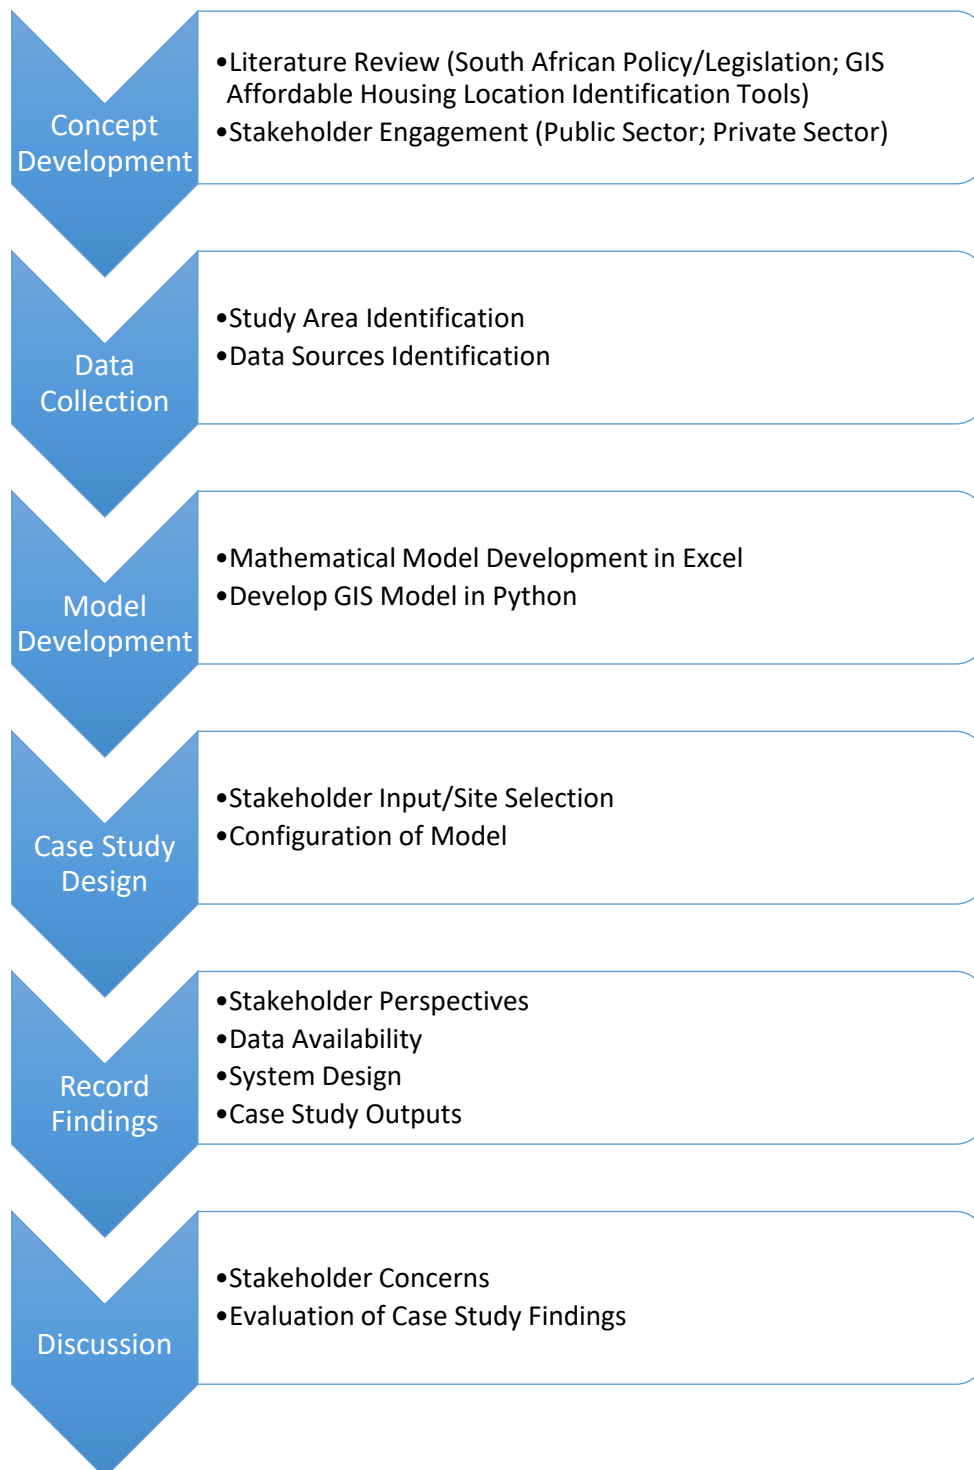 Concept
Development
•Literature Review (South African Policy/Legislation; GIS
Affordable Housing Location Identification Tools)
•Stakeholder Engagement (Public Sector; Private Sector)
Data
Collection
•Study Area Identification
•Data Sources Identification
Model
Development
•Mathematical Model Development in Excel
•Develop GIS Model in Python
Case Study
Design
•Stakeholder Input/Site Selection
•Configuration of Model
Record
Findings
•Stakeholder Perspectives
•Data Availability
•System Design
•Case Study Outputs
Discussion
•Stakeholder Concerns
•Evaluation of Case Study Findings